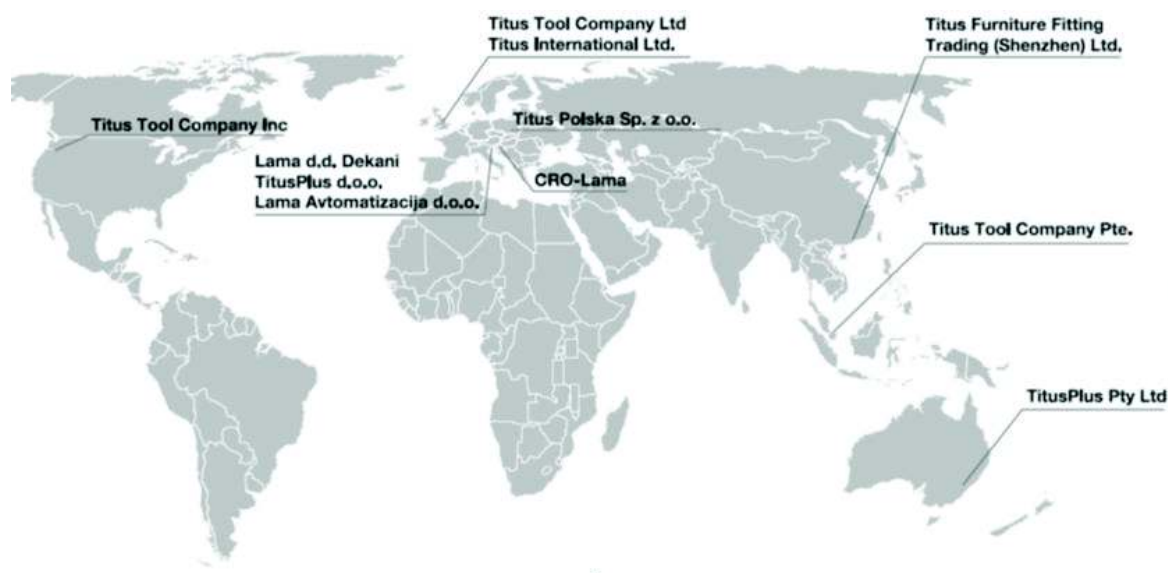 Titus Tool Company Ltd
Titus International Ltd.
Titus Furniture Fitting
Trading (Shenzhen) Ltd.
Titus Tool Company Inc
Titus Polska Sp. z o.o.
Lama d.d. Dekani
TitusPlus d.o.o.
Lama Avtomatizacija d.o.o.
CRO-Lama
Titus Tool Company Pte.
TitusPlus Pty Ltd